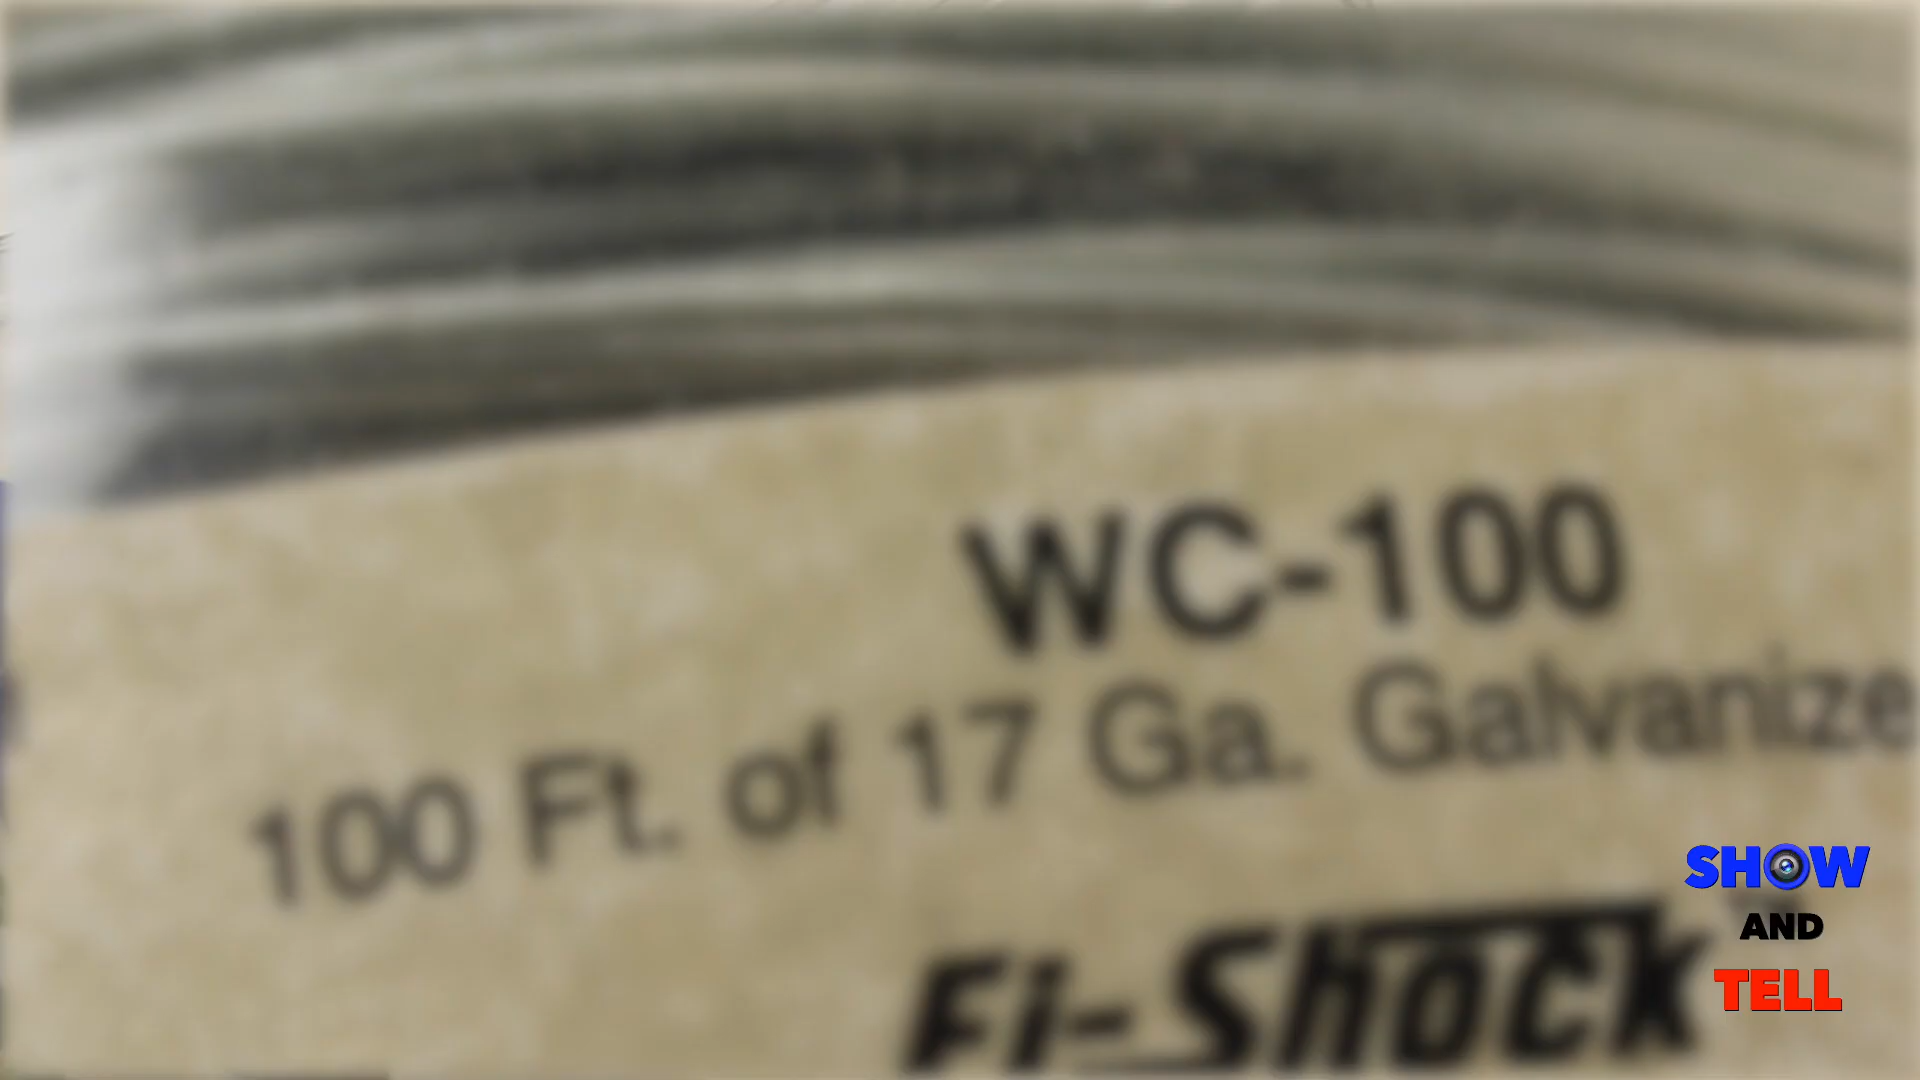 WC-100
100 Ft. of 17 Ga. Galvanize
Fi-Shock
SHOW
AND
TELL